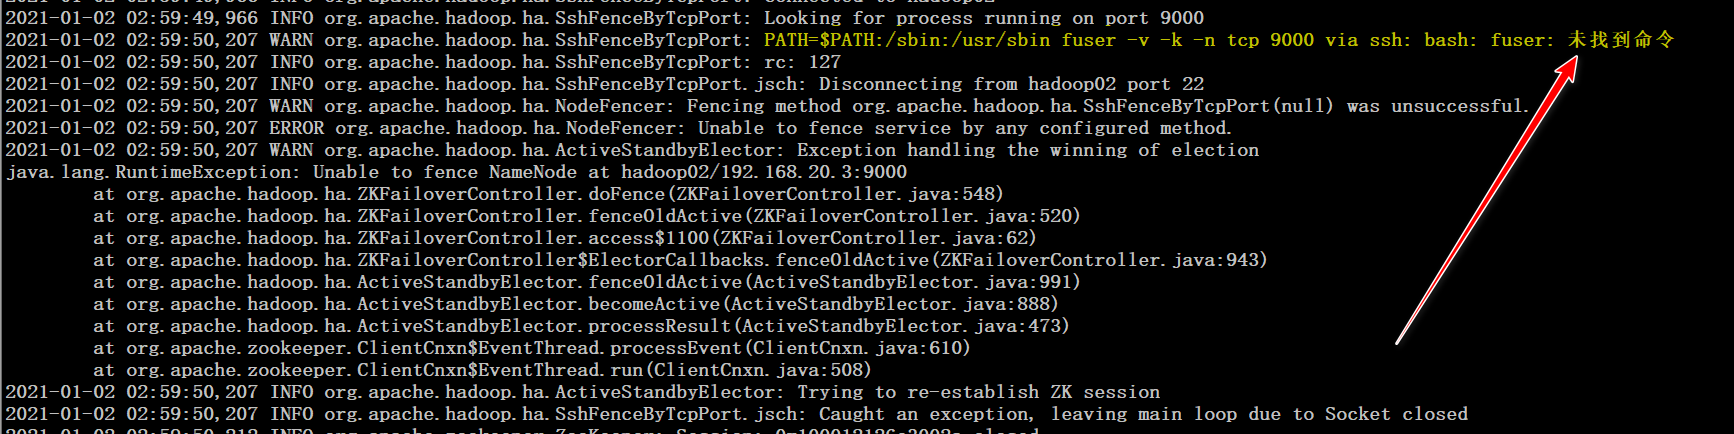 2021-01-02 02:59:49,966 INFO org.apache.hadoop.ha.SshFenceByTcpPort: Looking for process running on port 9000
2021-01-02 02:59:50,207 WARN org.apache.hadoop.ha.SshFenceByTcpPort: PATH=$PATH:/sbin:/usr/sbin fuser -v -k -n tcp 9000 via ssh: bash: fuser: 未找到命令
2021-01-02 02:59:50,207 INFO org.apache.hadoop.ha.SshFenceByTcpPort: rc: 127
2021-01-02 02:59:50,207 INFO org.apache.hadoop.ha.SshFenceByTcpPort.jsch: Disconnecting from hadoop02 port 22
2021-01-02 02:59:50,207 WARN org.apache.hadoop.ha.NodeFencer: Fencing method org.apache.hadoop.ha.SshFenceByTcpPort(null) was unsuccessful.
2021-01-02 02:59:50,207 ERROR org.apache.hadoop.ha.NodeFencer: Unable to fence service by any configured method.
2021-01-02 02:59:50,207 WARN org.apache.hadoop.ha.ActiveStandbyElector: Exception handling the winning of election
java.lang.RuntimeException: Unable to fence NameNode at hadoop02/192.168.20.3:9000
at org.apache.hadoop.ha.ZKFailoverController.doFence(ZKFailoverController.java:548)
at org.apache.hadoop.ha.ZKFailoverController.fenceOldActive(ZKFailoverController.java:520)
at org.apache.hadoop.ha.ZKFailoverController.access$1100(ZKFailoverController.java:62)
at org.apache.hadoop.ha.ZKFailoverController$ElectorCallbacks.fenceOldActive(ZKFailoverController.java:943)
at org.apache.hadoop.ha.ActiveStandbyElector.fenceOldActive(ActiveStandbyElector.java:991)
at org.apache.hadoop.ha.ActiveStandbyElector.becomeActive(ActiveStandbyElector.java:888)
at org.apache.hadoop.ha.ActiveStandbyElector.processResult(ActiveStandbyElector.java:473)
at org.apache.zookeeper.ClientCnxn$EventThread.processEvent(ClientCnxn.java:610)
at org.apache.zookeeper.ClientCnxn$EventThread.run(ClientCnxn.java:508)
2021-01-02 02:59:50,207 INFO org.apache.hadoop.ha.ActiveStandbyElector: Trying to re-establish ZK session
2021-01-02 02:59:50,207 INFO org.apache.hadoop.ha.SshFenceByTcpPort.jsch: Caught an exception, leaving main loop due to Socket closed